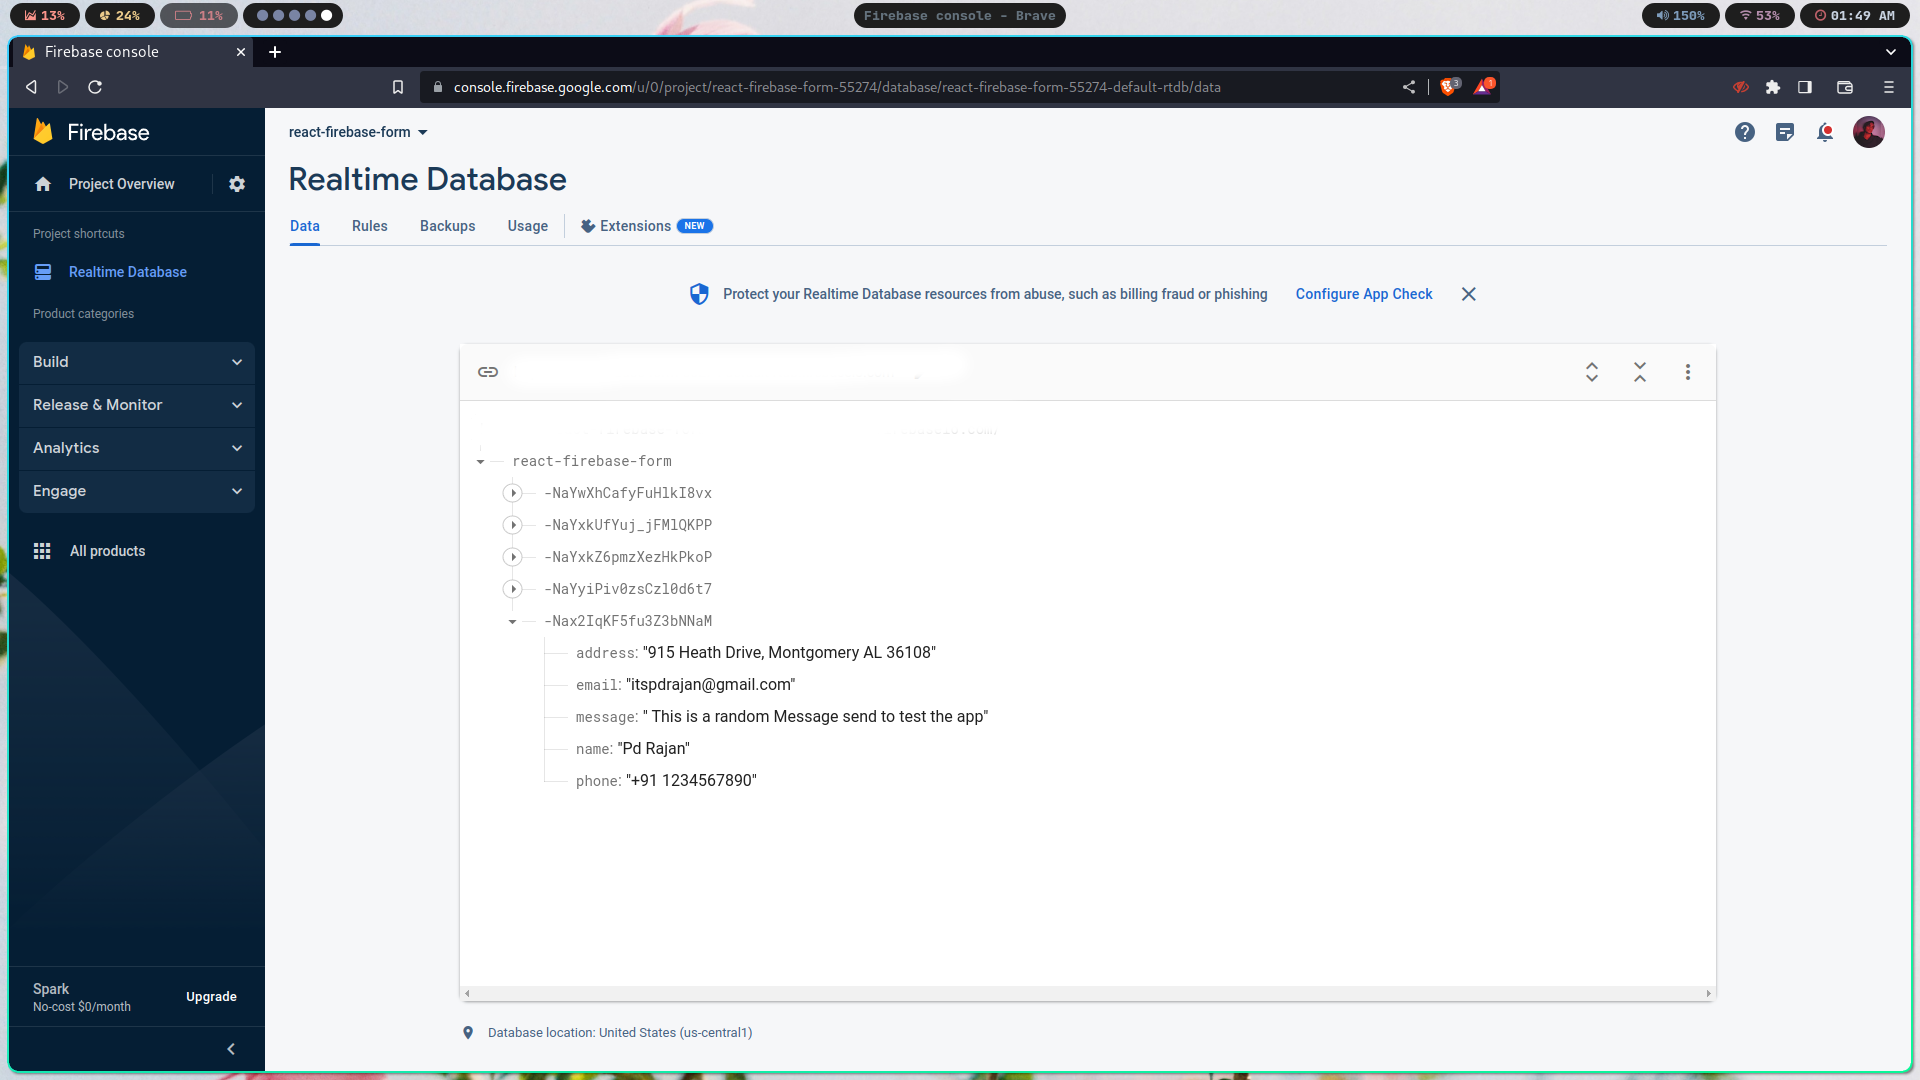 13% 24% 11% Firebase console - Brave 150% 53% 01:49 AM
Firebase console
console.firebase.google.com/u/0/project/react-firebase-form-55274/database/react-firebase-form-55274-default-rtdb/data 3 1
Firebase
react-firebase-form
Project Overview
Realtime Database
Data Rules Backups Usage Extensions NEW
Project shortcuts
Realtime Database
Product categories
Protect your Realtime Database resources from abuse, such as billing fraud or phishing Configure App Check
Build
Release & Monitor
Analytics
Engage
All products
react-firebase-form
-NaYwXhCafyFuHlkI8vx
-NaYxkUfYuj_jFMlQKPP
-NaYxkZ6pmzXezHkPkoP
-NaYyiPiv0zsCzl0d6t7
-Nax2IqKF5fu3Z3bNNaM
address: "915 Heath Drive, Montgomery AL 36108"
email: "itspdrajan@gmail.com"
message: " This is a random Message send to test the app"
name: "Pd Rajan"
phone: "+91 1234567890"
Spark
No-cost $0/month
Upgrade
Database location: United States (us-central1)